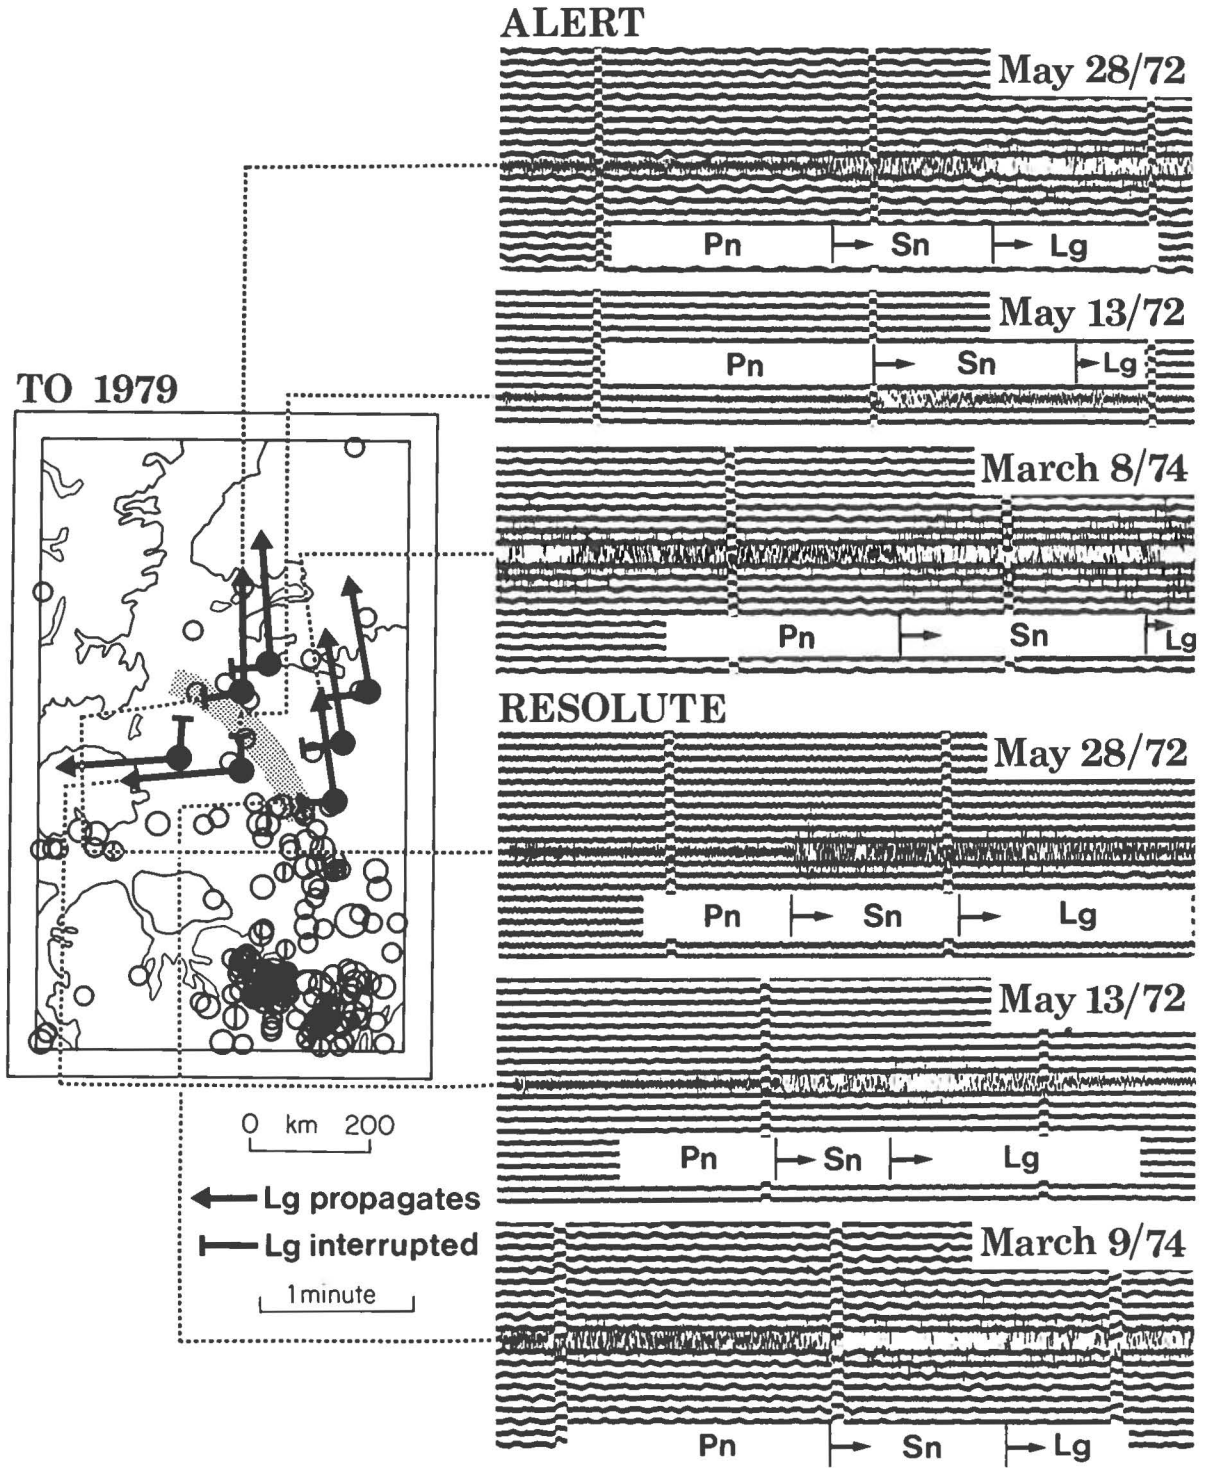 ALERT
May 28/72
Pn Sn Lg
May 13/72
Pn Sn Lg
TO 1979
March 8/74
Pn Sn Lg
RESOLUTE
May 28/72
Pn Sn Lg
May 13/72
Pn Sn Lg
0 km 200
Lg propagates
Lg interrupted
1 minute
March 9/74
Pn Sn Lg